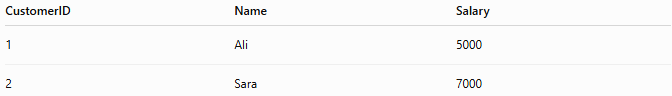 CustomerID Name Salary
1 Ali 5000
2 Sara 7000